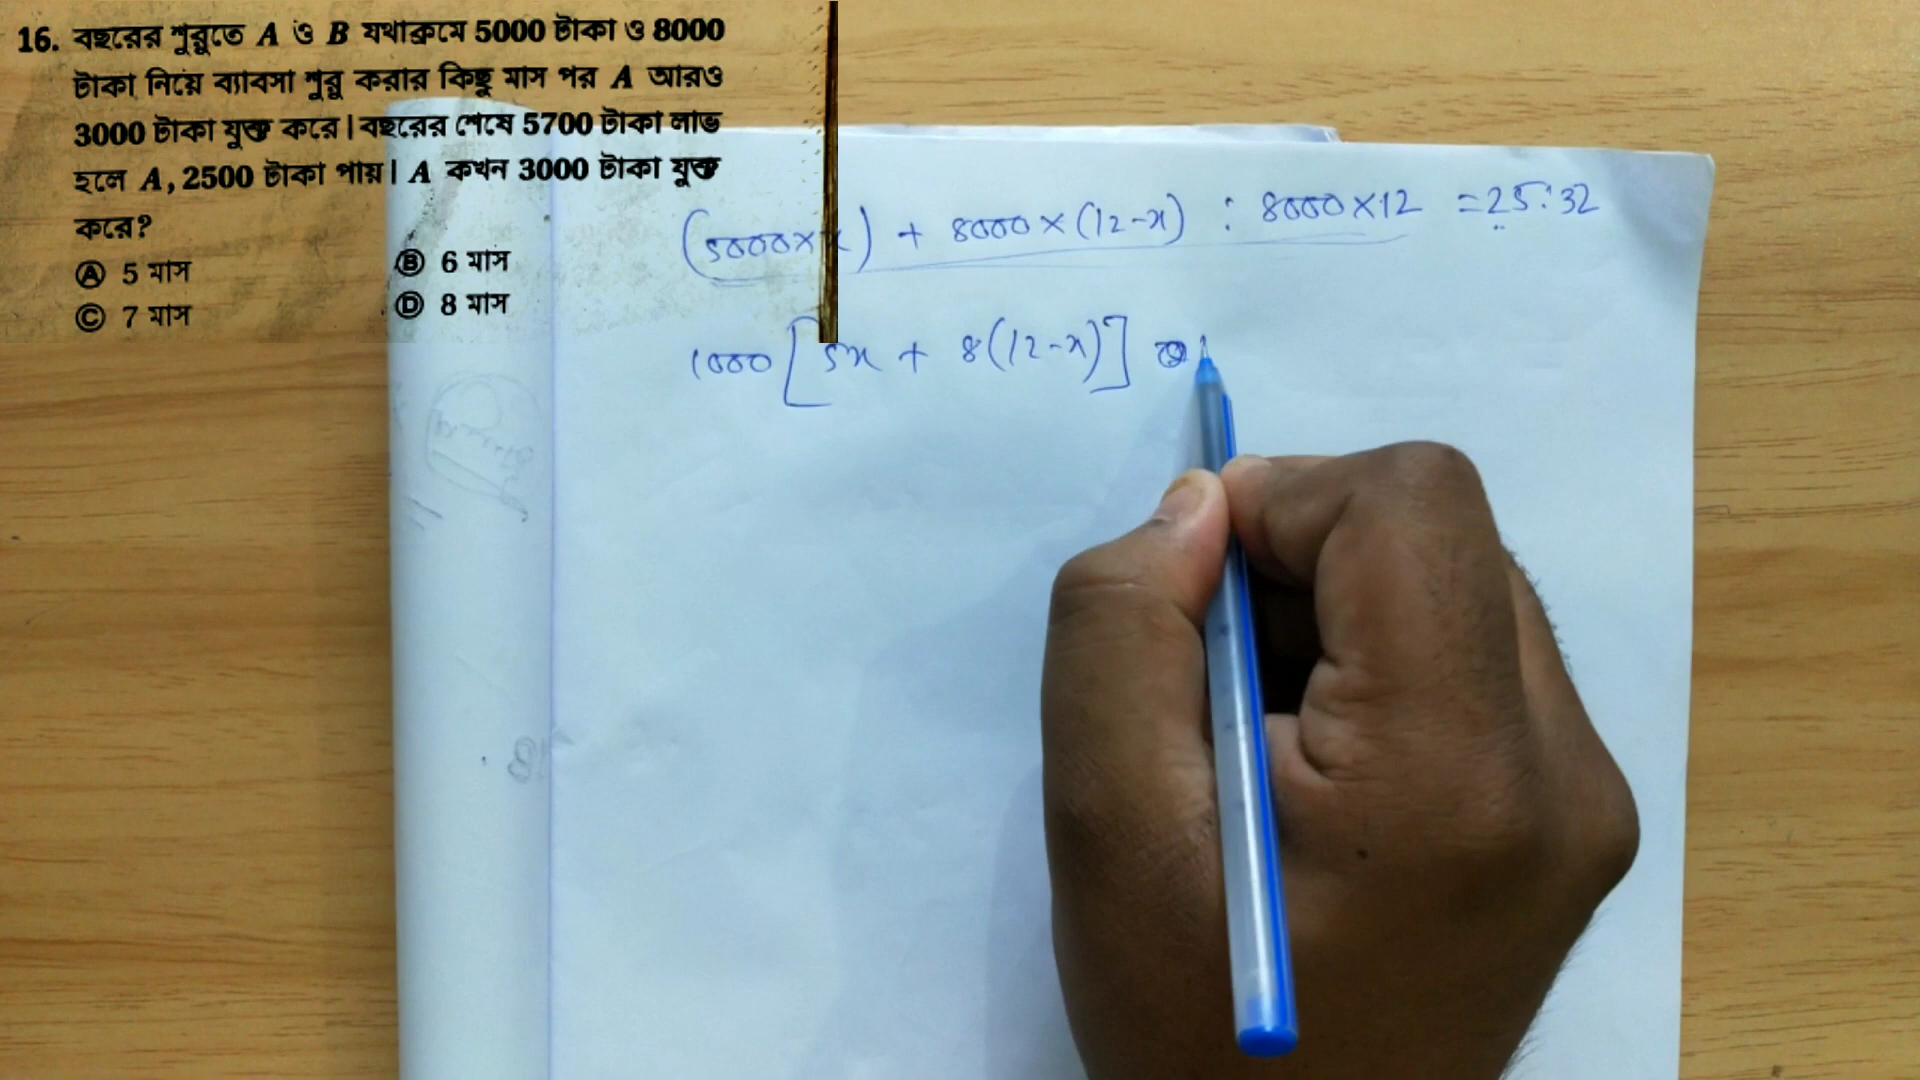 16. বছরের শুরুতে A ও B যথাক্রমে 5000 টাকা ও 8000
টাকা নিয়ে ব্যাবসা শুরু করার কিছু মাস পর A আরও
3000 টাকা যুক্ত করে। বছরের শেষে 5700 টাকা লাভ
হলে A, 2500 টাকা পায়। A কখন 3000 টাকা যুক্ত
করে?
Ⓐ 5 মাস Ⓑ 6 মাস
Ⓒ 7 মাস Ⓓ 8 মাস
(5000×x) + 8000×(12-x) : 8000×12 = 25:32
1000 [5x + 8(12-x)]